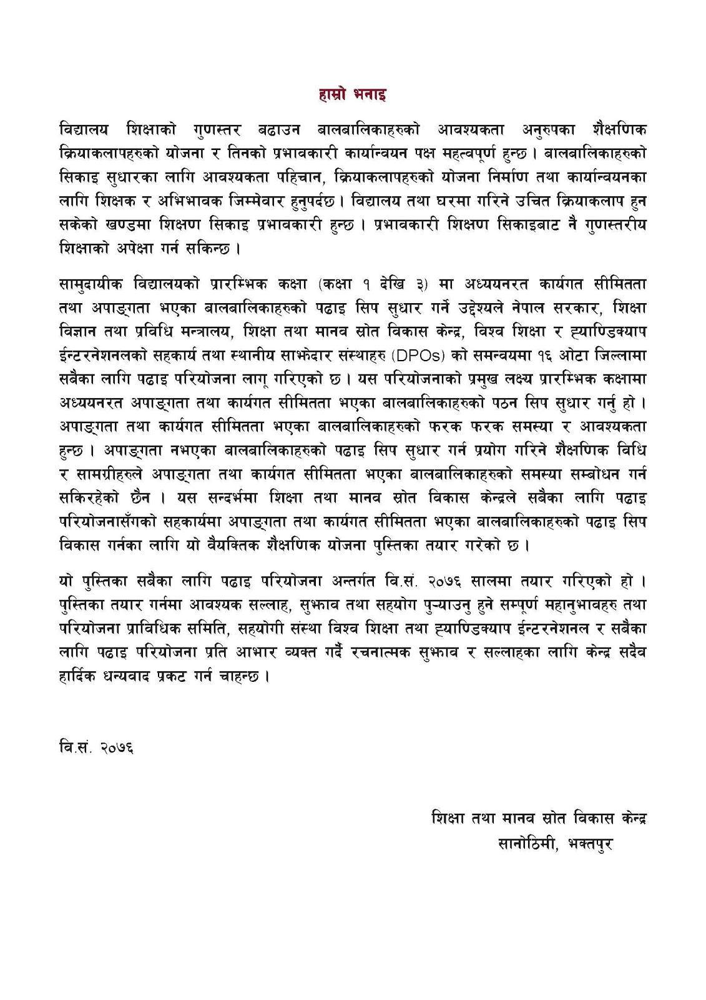 हाम्रो भनाइ
विद्यालय शिक्षाको गुणस्तर बढाउन बालबालिकाहरुको आवश्यकता अनुरुपका शैक्षणिक
क्रियाकलापहरुको योजना र तिनको प्रभावकारी कार्यान्वयन पक्ष महत्वपूर्ण हुन्छ । बालबालिकाहरुको
सिकाइ सुधारका लागि आवश्यकता पहिचान, क्रियाकलापहरुको योजना निर्माण तथा कार्यान्वयनका
लागि शिक्षक र अभिभावक जिम्मेवार हुनुपर्दछ । विद्यालय तथा घरमा गरिने उचित क्रियाकलाप हुन
सकेको खण्डमा शिक्षण सिकाइ प्रभावकारी हुन्छ । प्रभावकारी शिक्षण सिकाइबाट नै गुणस्तरीय
शिक्षाको अपेक्षा गर्न सकिन्छ ।
सामुदायीक विद्यालयको प्रारम्भिक कक्षा (कक्षा १ देखि ३) मा अध्ययनरत कार्यगत सीमितता
तथा अपाङ्गता भएका बालबालिकाहरुको पढाइ सिप सुधार गर्ने उद्देश्यले नेपाल सरकार, शिक्षा
विज्ञान तथा प्रविधि मन्त्रालय, शिक्षा तथा मानव स्रोत विकास केन्द्र, विश्व शिक्षा र ह्याण्डिक्याप
ईन्टरनेशनलको सहकार्य तथा स्थानीय साझेदार संस्थाहरु (DPOs) को समन्वयमा १६ ओटा जिल्लामा
सबैका लागि पढाइ परियोजना लागू गरिएको छ । यस परियोजनाको प्रमुख लक्ष्य प्रारम्भिक कक्षामा
अध्ययनरत अपाङ्गता तथा कार्यगत सीमितता भएका बालबालिकाहरुको पठन सिप सुधार गर्नु हो ।
अपाङ्गता तथा कार्यगत सीमितता भएका बालबालिकाहरुको फरक फरक समस्या र आवश्यकता
हुन्छ । अपाङ्गता नभएका बालबालिकाहरुको पढाइ सिप सुधार गर्न प्रयोग गरिने शैक्षणिक विधि
र सामग्रीहरुले अपाङ्गता तथा कार्यगत सीमितता भएका बालबालिकाहरुको समस्या सम्बोधन गर्न
सकिरहेको छैन । यस सन्दर्भमा शिक्षा तथा मानव स्रोत विकास केन्द्रले सबैका लागि पढाइ
परियोजनासँगको सहकार्यमा अपाङ्गता तथा कार्यगत सीमितता भएका बालबालिकाहरुको पढाइ सिप
विकास गर्नका लागि यो वैयक्तिक शैक्षणिक योजना पुस्तिका तयार गरेको छ ।
यो पुस्तिका सबैका लागि पढाइ परियोजना अन्तर्गत वि.सं. २०७६ सालमा तयार गरिएको हो ।
पुस्तिका तयार गर्नमा आवश्यक सल्लाह, सुझाव तथा सहयोग पुऱ्याउनु हुने सम्पूर्ण महानुभावहरु तथा
परियोजना प्राविधिक समिति, सहयोगी संस्था विश्व शिक्षा तथा ह्याण्डिक्याप ईन्टरनेशनल र सबैका
लागि पढाइ परियोजना प्रति आभार व्यक्त गर्दै रचनात्मक सुझाव र सल्लाहका लागि केन्द्र सदैव
हार्दिक धन्यवाद प्रकट गर्न चाहन्छ ।
वि.सं. २०७६
शिक्षा तथा मानव स्रोत विकास केन्द्र
सानोठिमी, भक्तपुर